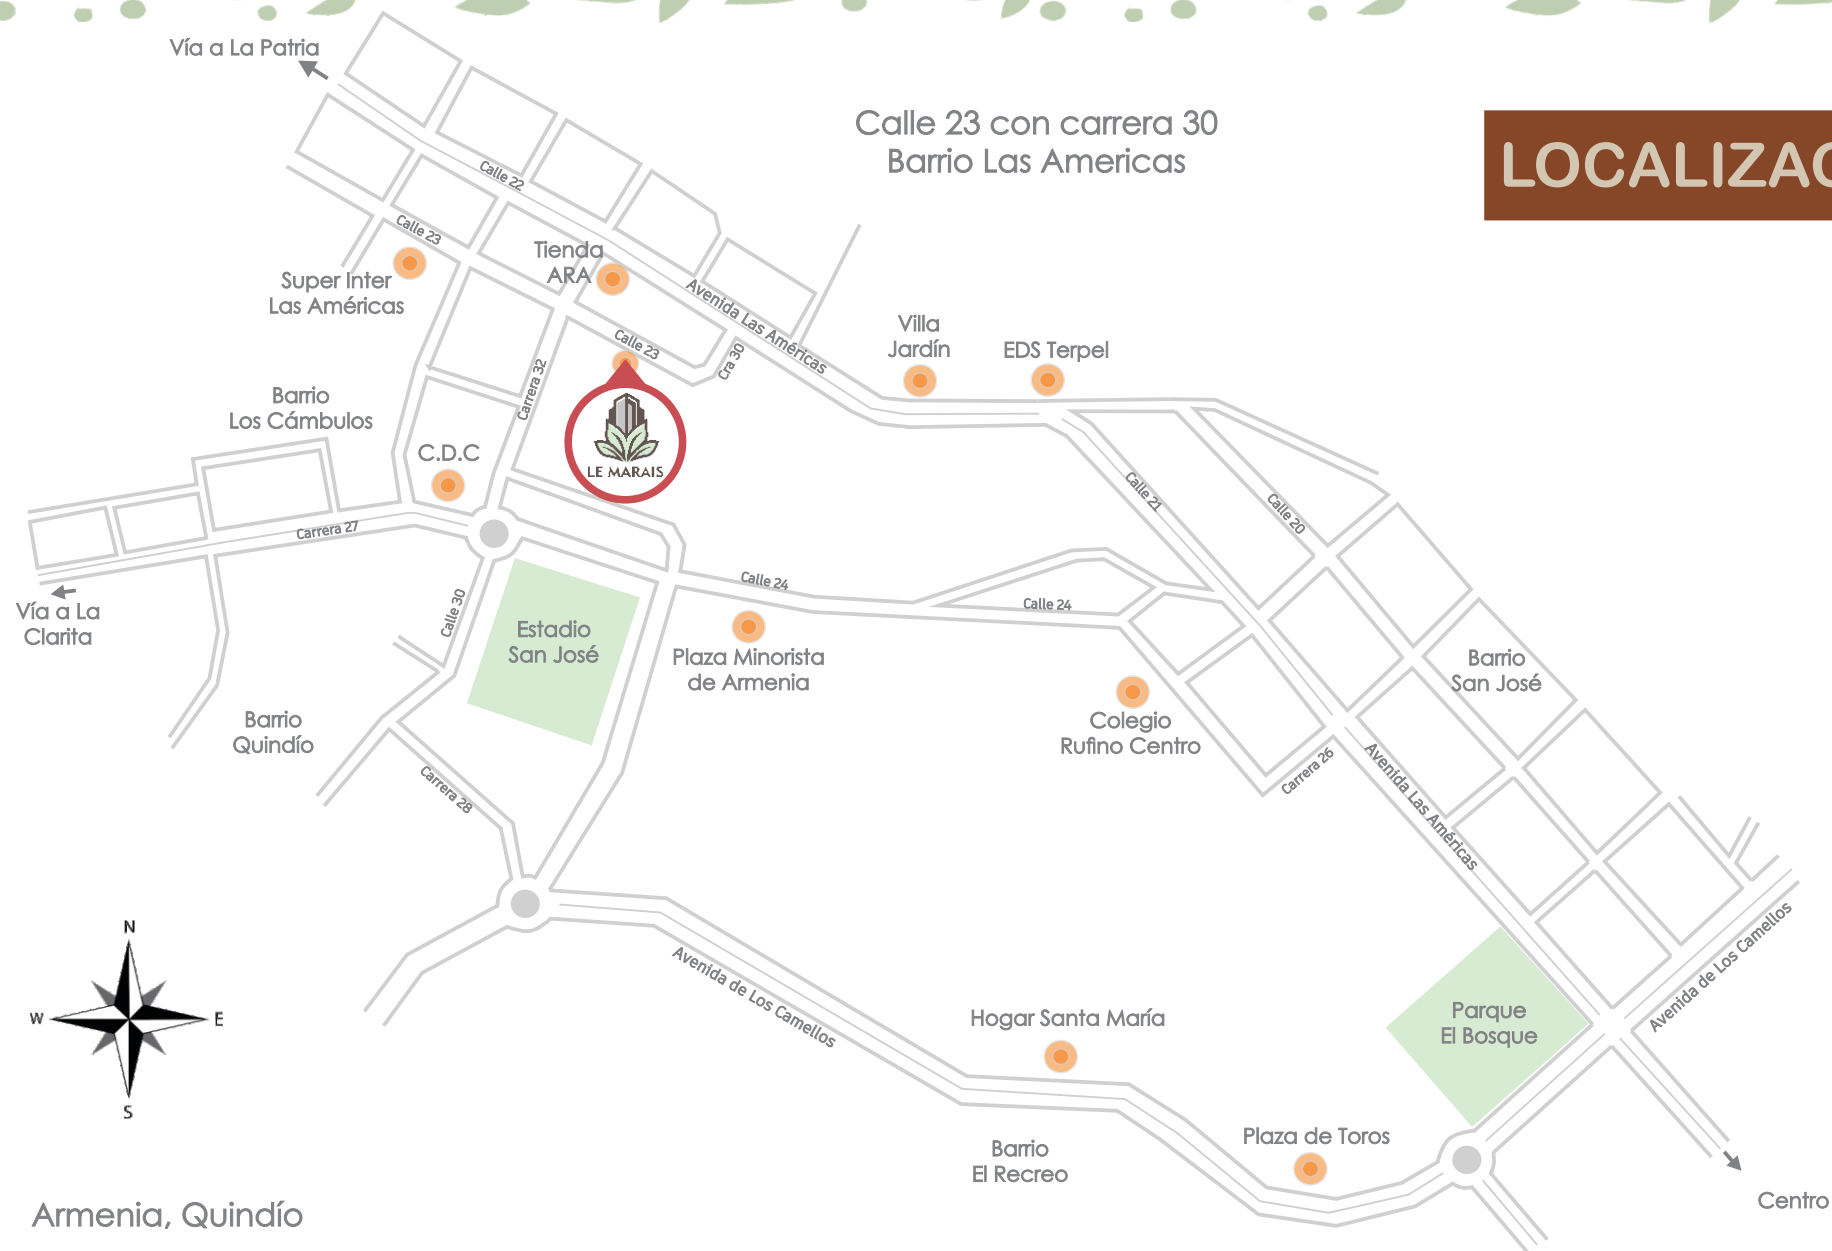 Vía a La Patria
Calle 23 con carrera 30
Barrio Las Americas
LOCALIZAC
Calle 22
Calle 23
Super Inter
Las Américas
Tienda
ARA
Avenida Las Américas
Calle 23
Cra 30
Villa
Jardín
EDS Terpel
Carrera 32
Barrio
Los Cámbulos
C.D.C
LE MARAIS
Calle 21
Calle 20
Carrera 27
Vía a La
Clarita
Calle 30
Estadio
San José
Calle 24
Calle 24
Plaza Minorista
de Armenia
Barrio
San José
Colegio
Rufino Centro
Barrio
Quindío
Carrera 28
Carrera 26
Avenida Las Américas
Avenida de Los Camellos
Avenida de Los Camellos
N
W
E
S
Hogar Santa María
Parque
El Bosque
Barrio
El Recreo
Plaza de Toros
Centro
Armenia, Quindío